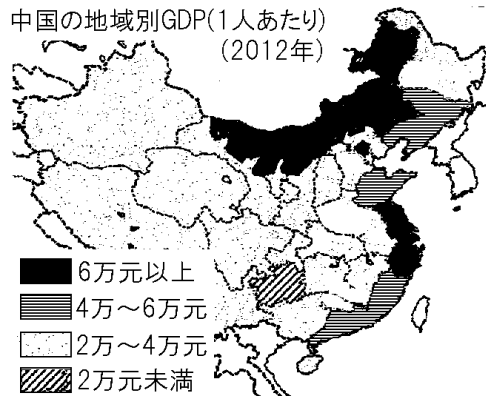 中国の地域別GDP(1人あたり)
(2012年)
6万元以上
4万〜6万元
2万〜4万元
2万元未満